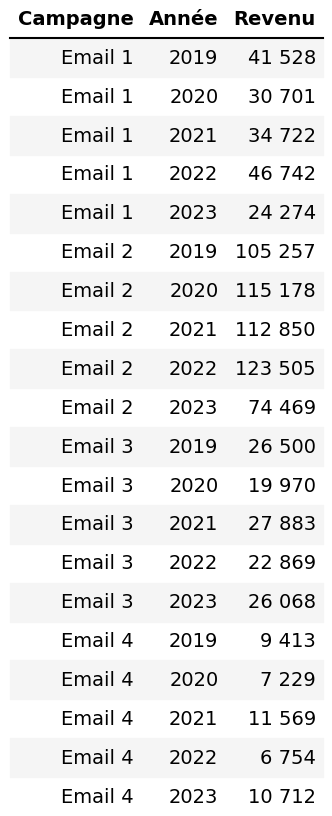 Campagne Année Revenu
Email 1 2019 41 528
Email 1 2020 30 701
Email 1 2021 34 722
Email 1 2022 46 742
Email 1 2023 24 274
Email 2 2019 105 257
Email 2 2020 115 178
Email 2 2021 112 850
Email 2 2022 123 505
Email 2 2023 74 469
Email 3 2019 26 500
Email 3 2020 19 970
Email 3 2021 27 883
Email 3 2022 22 869
Email 3 2023 26 068
Email 4 2019 9 413
Email 4 2020 7 229
Email 4 2021 11 569
Email 4 2022 6 754
Email 4 2023 10 712